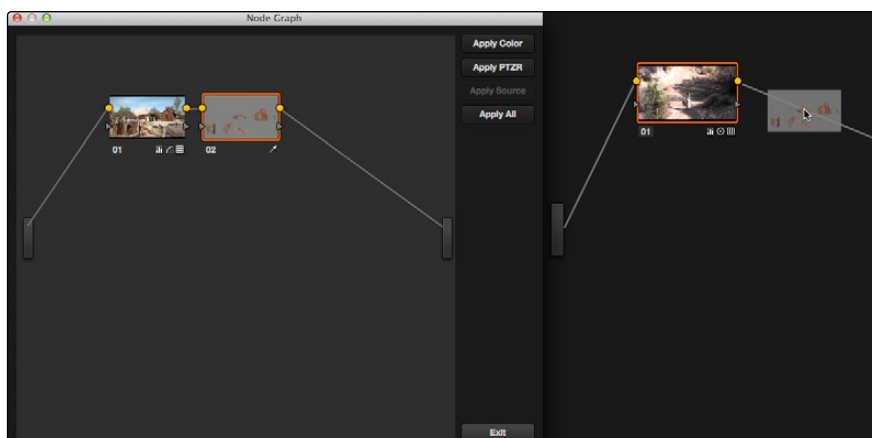 Node Graph
Apply Color
Apply PTZR
Apply Source
Apply All
01
02
01
Exit